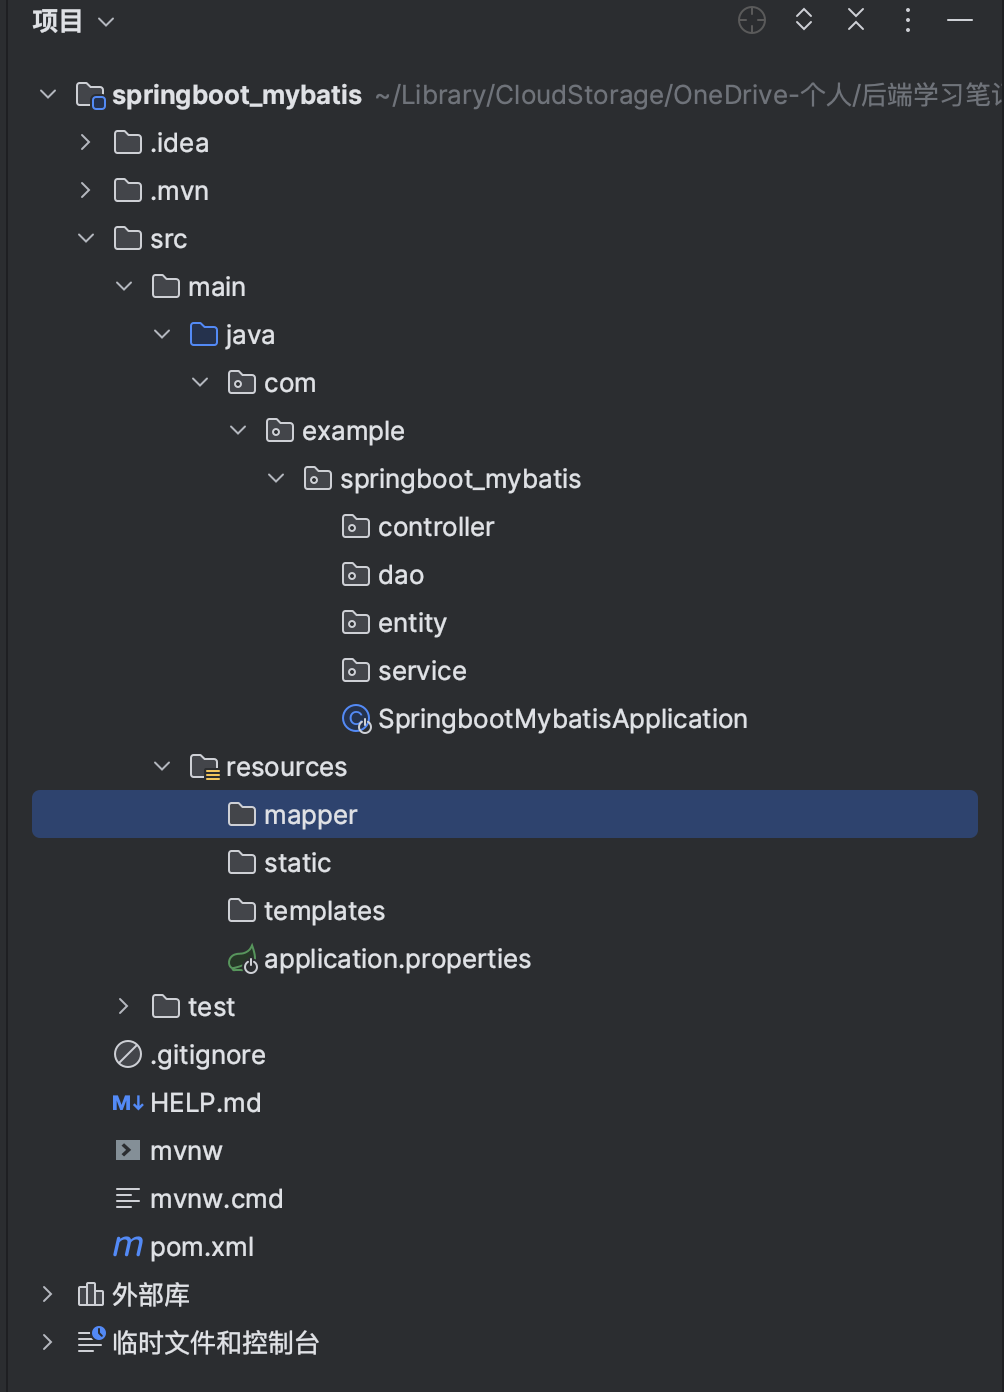 项目
springboot_mybatis ~/Library/CloudStorage/OneDrive-个人/后端学习笔记
.idea
.mvn
src
main
java
com
example
springboot_mybatis
controller
dao
entity
service
SpringbootMybatisApplication
resources
mapper
static
templates
application.properties
test
.gitignore
HELP.md
mvnw
mvnw.cmd
pom.xml
外部库
临时文件和控制台